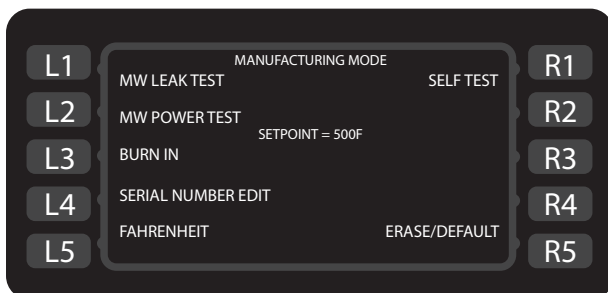 MANUFACTURING MODE
L1 MW LEAK TEST SELF TEST R1
L2 MW POWER TEST R2
SETPOINT = 500F
L3 BURN IN R3
L4 SERIAL NUMBER EDIT R4
L5 FAHRENHEIT ERASE/DEFAULT R5